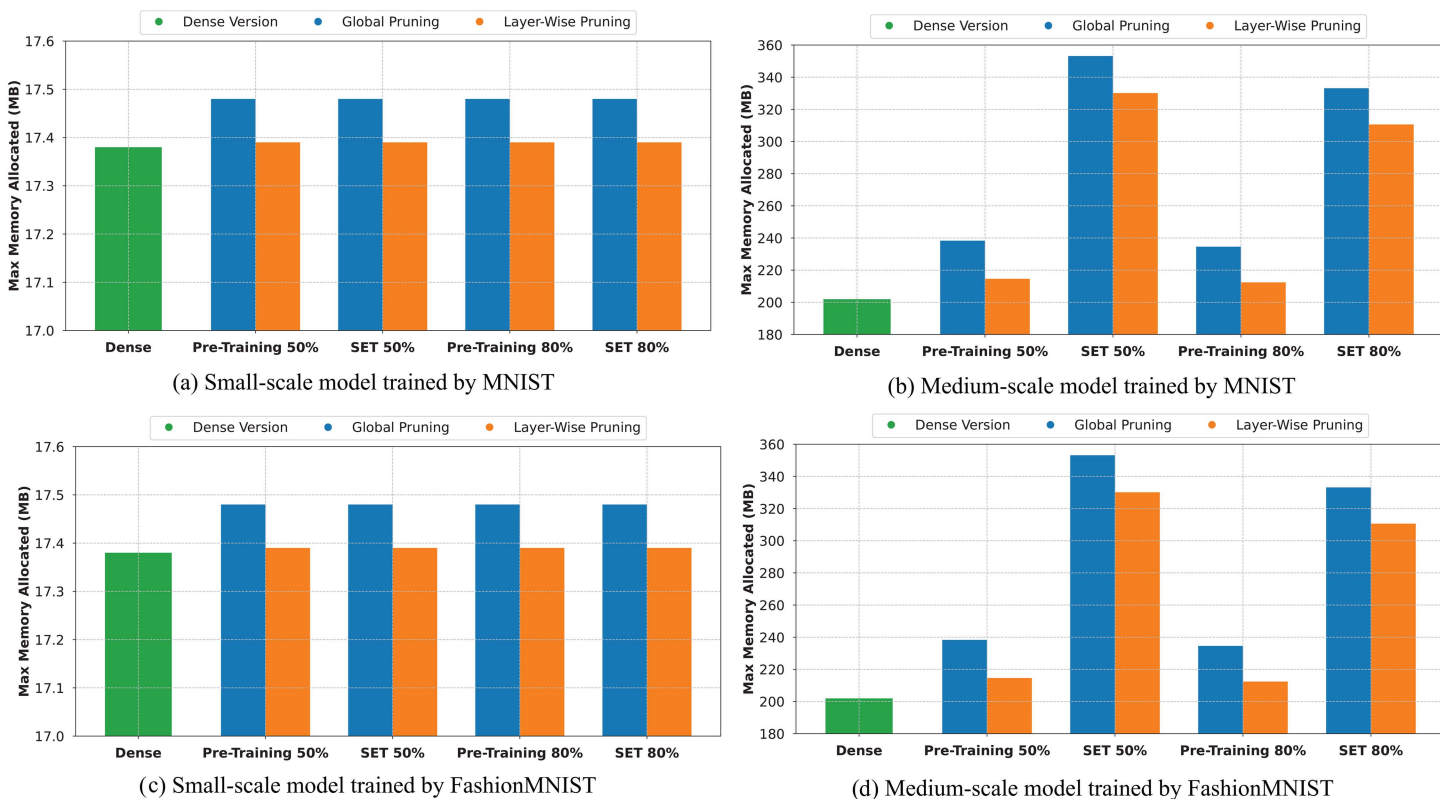 Dense Version Global Pruning Layer-Wise Pruning
17.6
17.5
17.4
17.3
17.2
17.1
17.0
Max Memory Allocated (MB)
Dense Pre-Training 50% SET 50% Pre-Training 80% SET 80%
(a) Small-scale model trained by MNIST
Dense Version Global Pruning Layer-Wise Pruning
360
340
320
300
280
260
240
220
200
180
Max Memory Allocated (MB)
Dense Pre-Training 50% SET 50% Pre-Training 80% SET 80%
(b) Medium-scale model trained by MNIST
Dense Version Global Pruning Layer-Wise Pruning
17.6
17.5
17.4
17.3
17.2
17.1
17.0
Max Memory Allocated (MB)
Dense Pre-Training 50% SET 50% Pre-Training 80% SET 80%
(c) Small-scale model trained by FashionMNIST
Dense Version Global Pruning Layer-Wise Pruning
360
340
320
300
280
260
240
220
200
180
Max Memory Allocated (MB)
Dense Pre-Training 50% SET 50% Pre-Training 80% SET 80%
(d) Medium-scale model trained by FashionMNIST